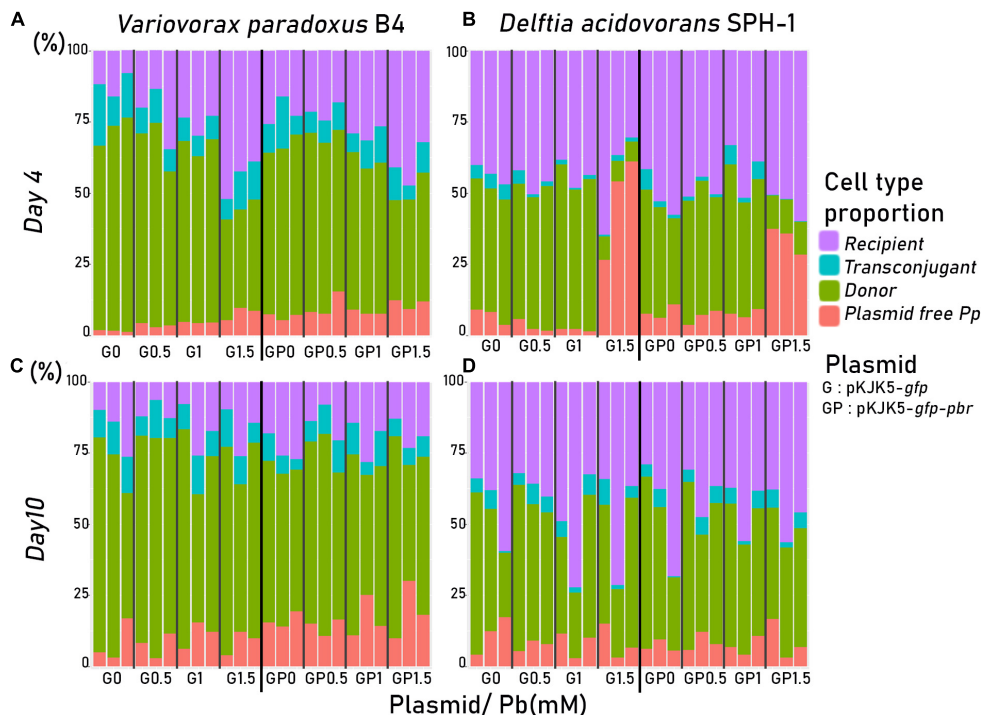 A Variovorax paradoxus B4 B Delftia acidovorans SPH-1
(%)
100
75
50
25
0
Day 4
G0 G0.5 G1 G1.5 GP0 GP0.5 GP1 GP1.5
100
75
50
25
0
G0 G0.5 G1 G1.5 GP0 GP0.5 GP1 GP1.5
Cell type
proportion
Recipient
Transconjugant
Donor
Plasmid free Pp
Plasmid
G : pKJK5-gfp
GP : pKJK5-gfp-pbr
C (%) D
100
75
50
25
0
Day10
G0 G0.5 G1 G1.5 GP0 GP0.5 GP1 GP1.5
100
75
50
25
0
G0 G0.5 G1 G1.5 GP0 GP0.5 GP1 GP1.5
Plasmid/ Pb(mM)